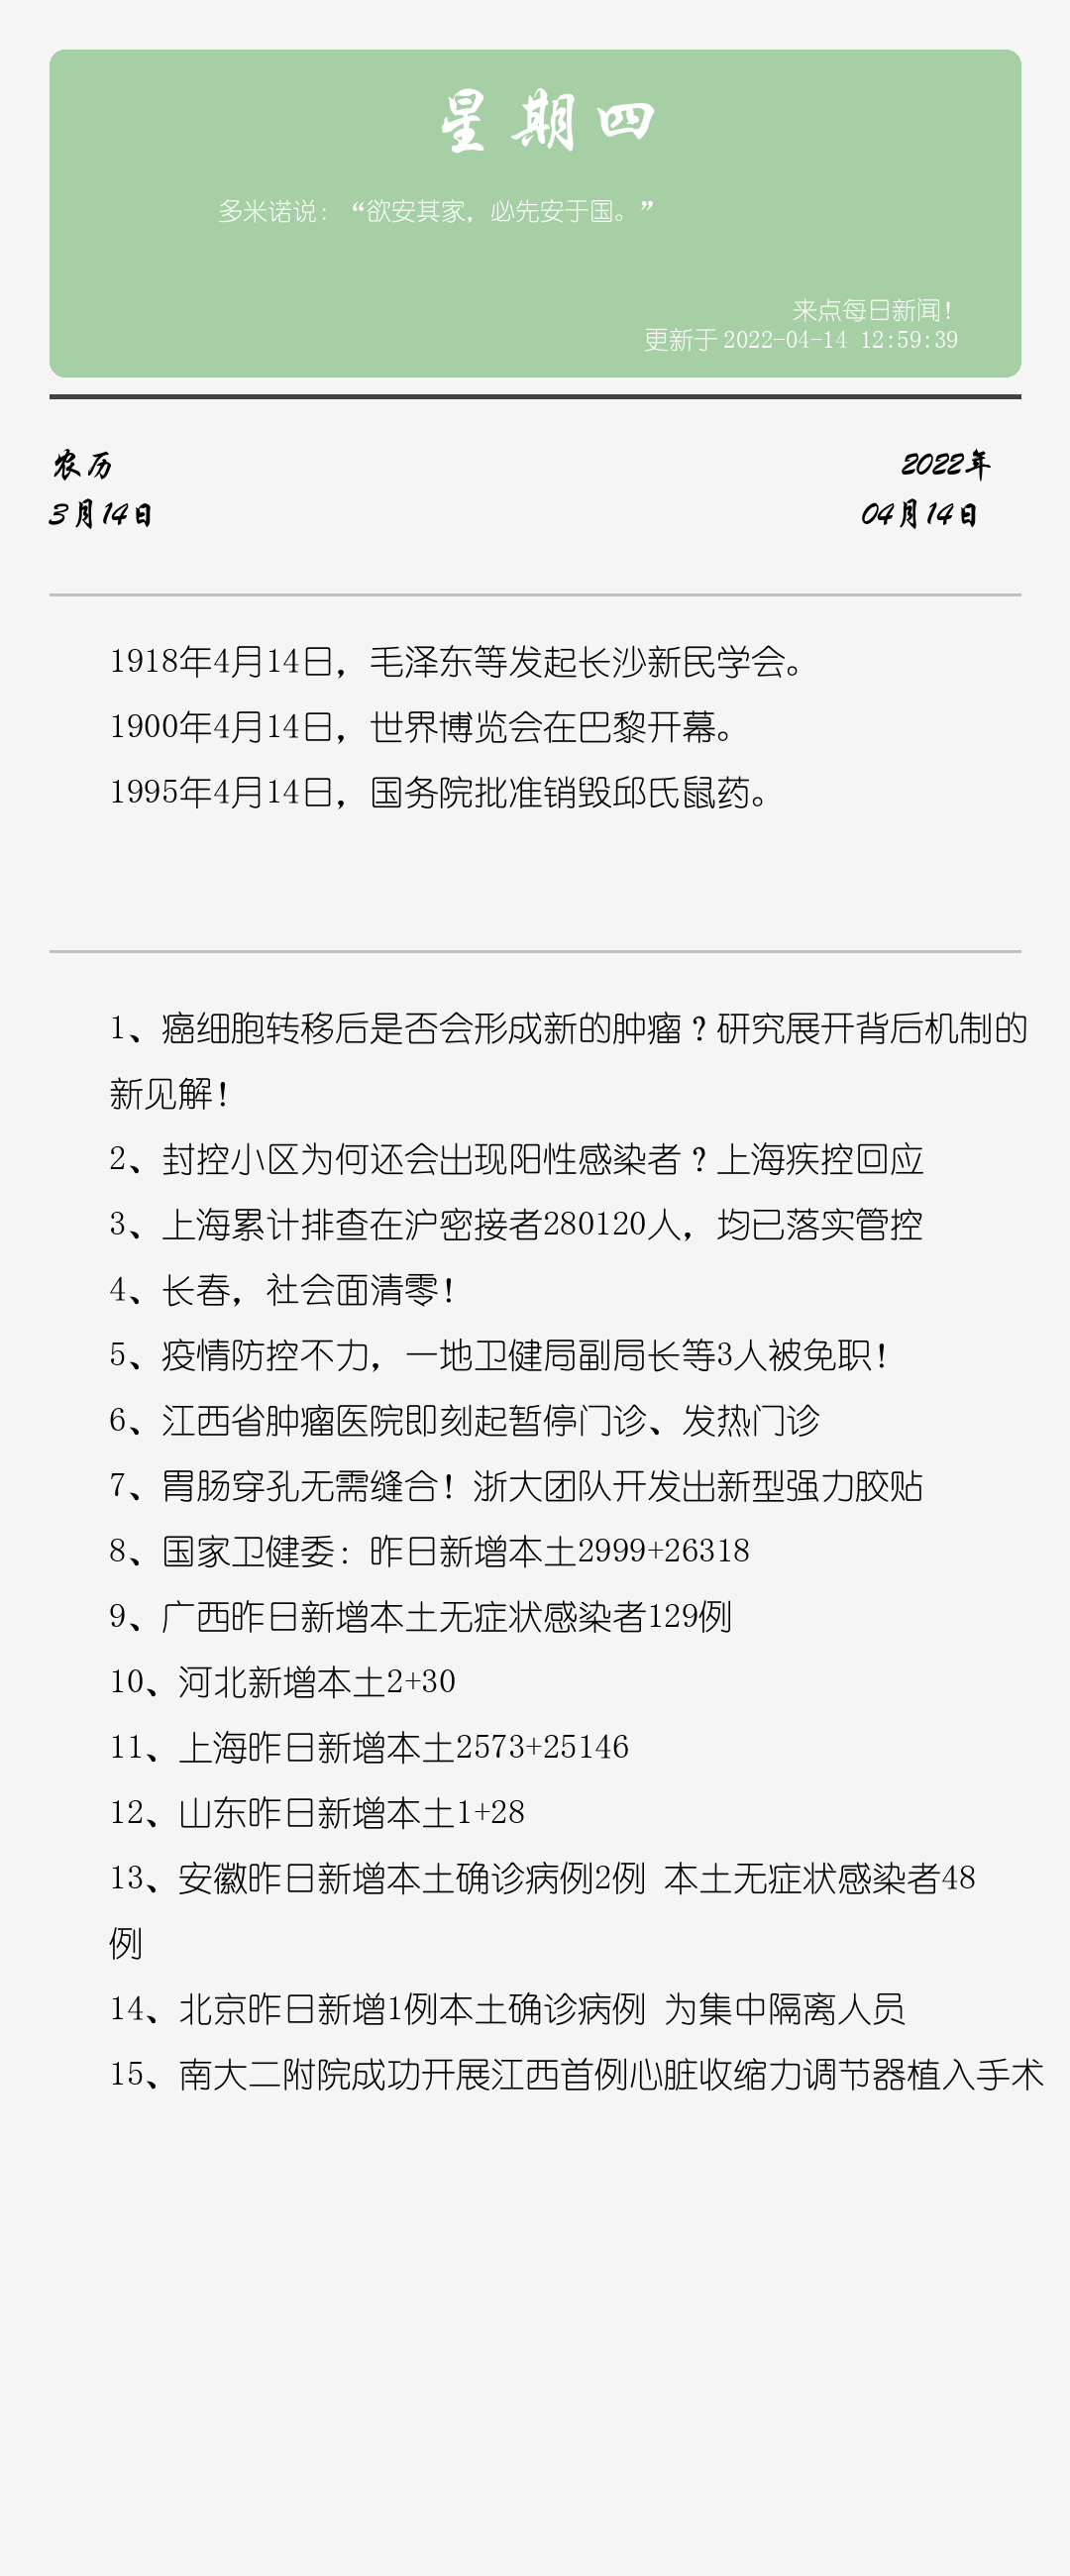 星期四
多米诺说：“欲安其家，必先安于国。”
来点每日新闻！
更新于 2022-04-14 12:59:39
农历
2022年
3月14日
04月14日
1918年4月14日，毛泽东等发起长沙新民学会。
1900年4月14日，世界博览会在巴黎开幕。
1995年4月14日，国务院批准销毁邱氏鼠药。
1、癌细胞转移后是否会形成新的肿瘤？研究展开背后机制的
新见解！
2、封控小区为何还会出现阳性感染者？上海疾控回应
3、上海累计排查在沪密接者280120人，均已落实管控
4、长春，社会面清零！
5、疫情防控不力，一地卫健局副局长等3人被免职！
6、江西省肿瘤医院即刻起暂停门诊、发热门诊
7、胃肠穿孔无需缝合！浙大团队开发出新型强力胶贴
8、国家卫健委：昨日新增本土2999+26318
9、广西昨日新增本土无症状感染者129例
10、河北新增本土2+30
11、上海昨日新增本土2573+25146
12、山东昨日新增本土1+28
13、安徽昨日新增本土确诊病例2例 本土无症状感染者48
例
14、北京昨日新增1例本土确诊病例 为集中隔离人员
15、南大二附院成功开展江西首例心脏收缩力调节器植入手术